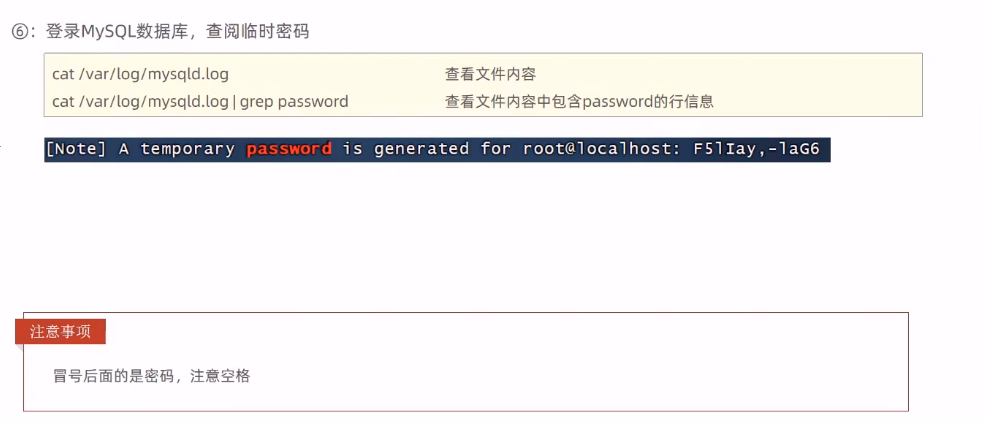 ⑥：登录MySQL数据库，查阅临时密码
cat /var/log/mysqld.log 查看文件内容
cat /var/log/mysqld.log | grep password 查看文件内容中包含password的行信息
[Note] A temporary password is generated for root@localhost: F5lIay,-laG6
注意事项
冒号后面的是密码，注意空格